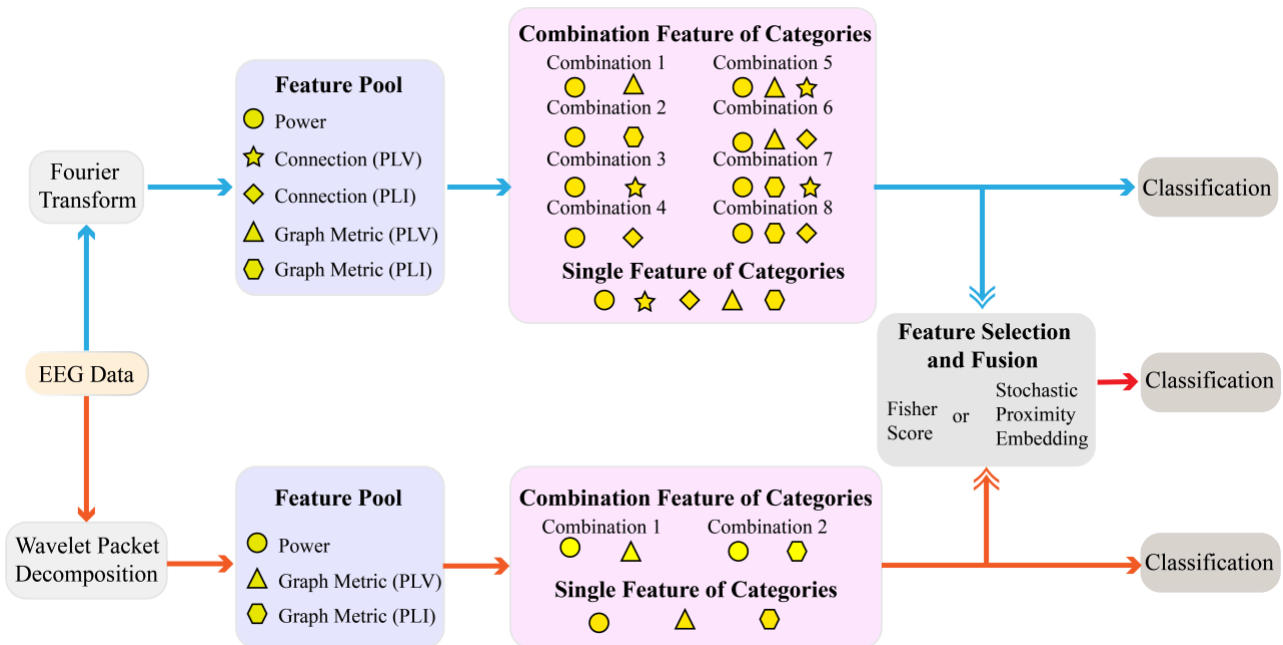 Combination Feature of Categories
Combination 1
Combination 5
Combination 2
Combination 6
Combination 3
Combination 7
Combination 4
Combination 8
Single Feature of Categories
Feature Pool
Power
Connection (PLV)
Connection (PLI)
Graph Metric (PLV)
Graph Metric (PLI)
Fourier
Transform
Classification
EEG Data
Feature Selection
and Fusion
Fisher
Score
or
Stochastic
Proximity
Embedding
Classification
Wavelet Packet
Decomposition
Feature Pool
Power
Graph Metric (PLV)
Graph Metric (PLI)
Combination Feature of Categories
Combination 1
Combination 2
Single Feature of Categories
Classification